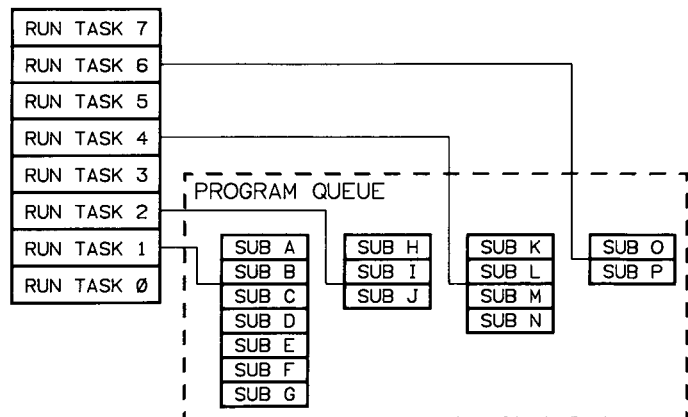 RUN TASK 7
RUN TASK 6
RUN TASK 5
RUN TASK 4
RUN TASK 3
RUN TASK 2
RUN TASK 1
RUN TASK Ø
PROGRAM QUEUE
SUB A
SUB B
SUB C
SUB D
SUB E
SUB F
SUB G
SUB H
SUB I
SUB J
SUB K
SUB L
SUB M
SUB N
SUB O
SUB P